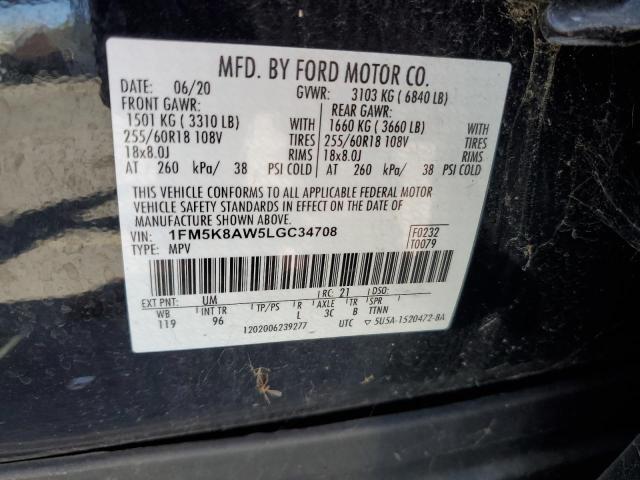 MFD. BY FORD MOTOR CO.
DATE: 06/20 GVWR: 3103 KG ( 6840 LB)
FRONT GAWR: REAR GAWR:
1501 KG ( 3310 LB) WITH 1660 KG ( 3660 LB) WITH
255/60R18 108V TIRES 255/60R18 108V TIRES
18x8.0J RIMS 18x8.0J RIMS
AT 260 kPa/ 38 PSI COLD AT 260 kPa/ 38 PSI COLD
THIS VEHICLE CONFORMS TO ALL APPLICABLE FEDERAL MOTOR
VEHICLE SAFETY STANDARDS IN EFFECT ON THE DATE OF
MANUFACTURE SHOWN ABOVE.
VIN: 1FM5K8AW5LGC34708 F0232
TYPE: MPV T0079
EXT PNT: UM RC: 21 DSO:
WB INT TR TP/PS R AXLE TR SPR
119 96 L 3C B TTNN
1202006239277 UTC ▽ 5U5A-1520472-8A